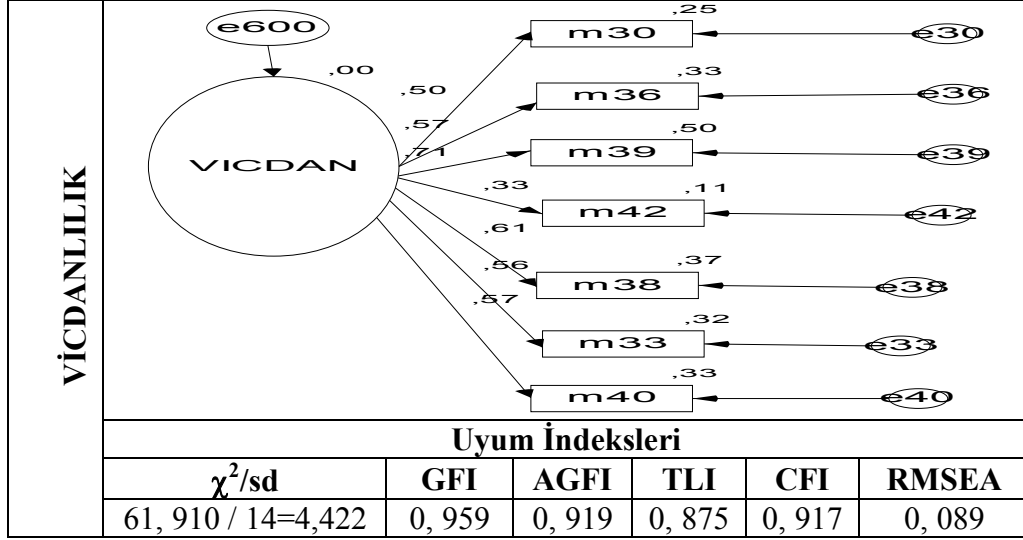 VİCDANLILIK
e600
,00
VICDAN
,50
,57
,71
,33
,61
,56
,57
,25
m30
e30
,33
m36
e36
,50
m39
e39
,11
m42
e42
,37
m38
e38
,32
m33
e33
,33
m40
e40
Uyum İndeksleri
χ²/sd GFI AGFI TLI CFI RMSEA
61, 910 / 14=4,422 0, 959 0, 919 0, 875 0, 917 0, 089